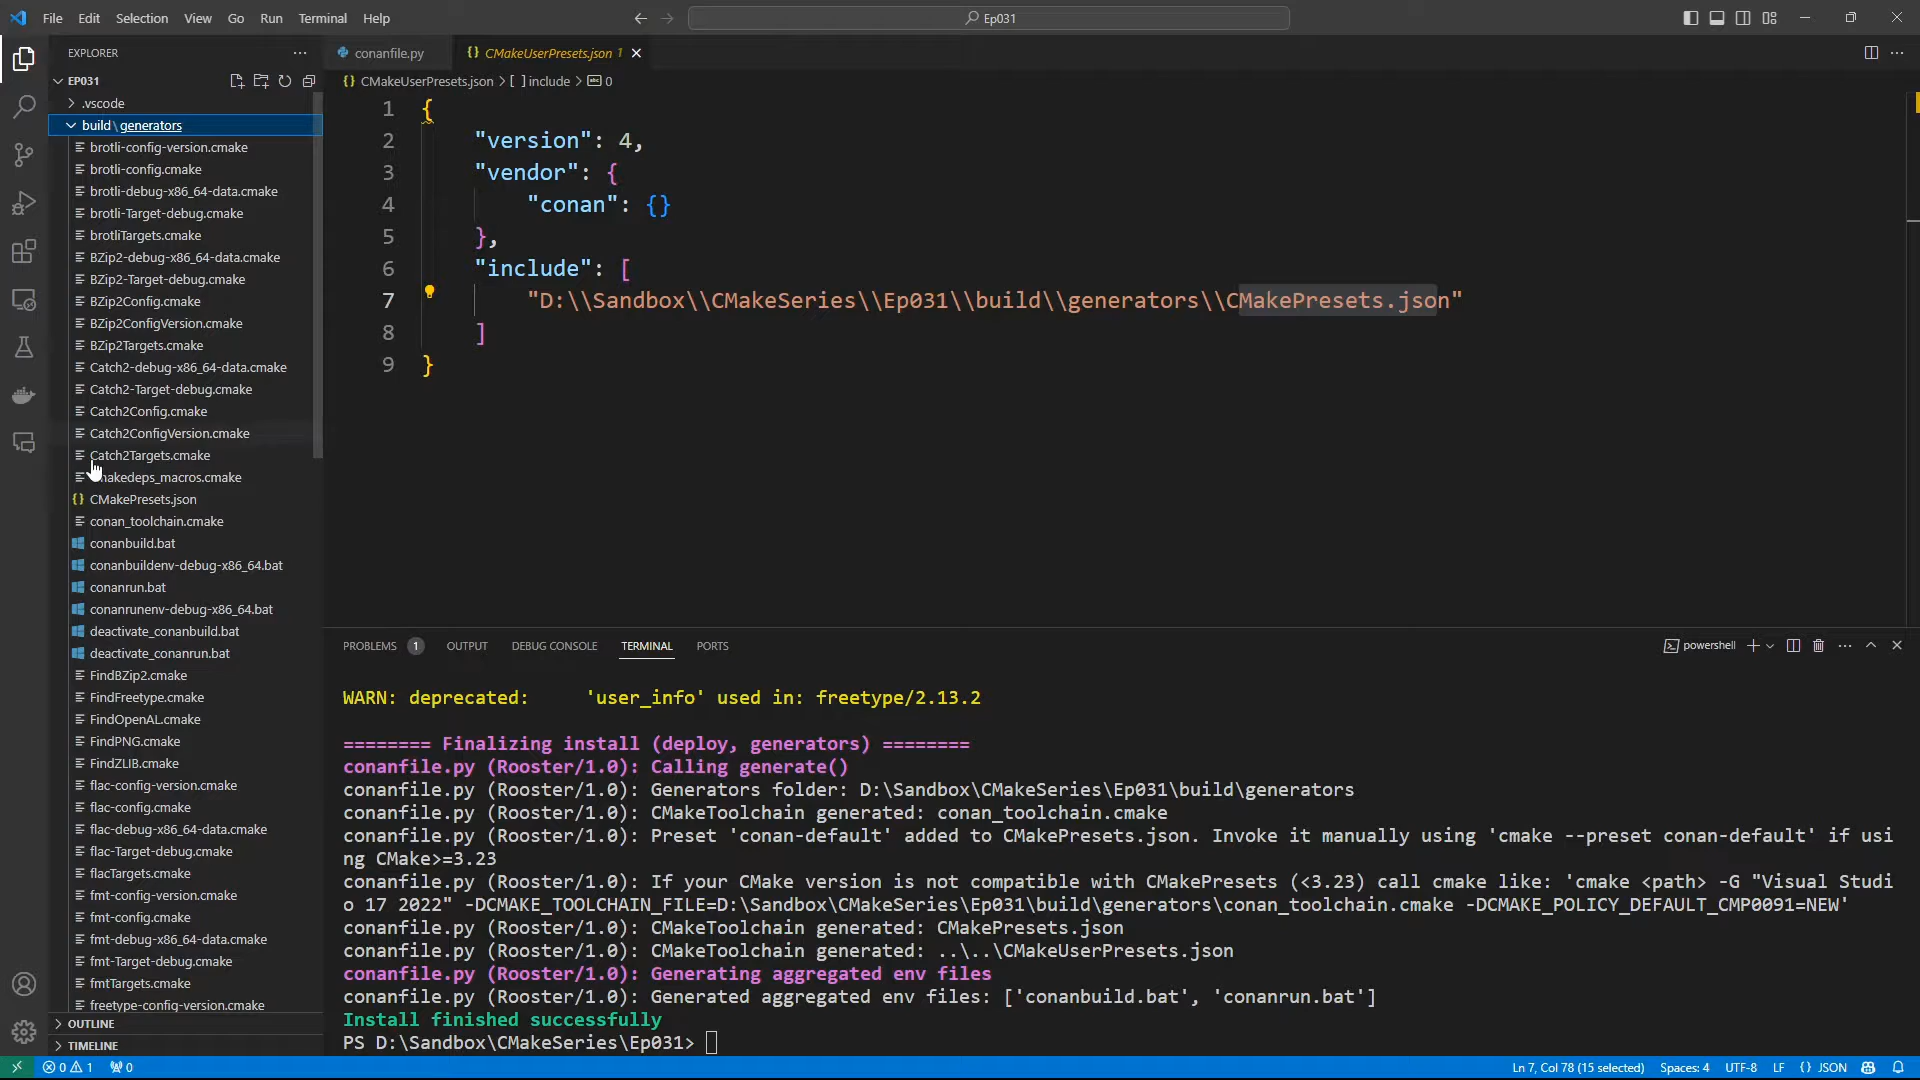 File Edit Selection View Go Run Terminal Help
Ep031
EXPLORER
EP031
.vscode
build\generators
brotli-config-version.cmake
brotli-config.cmake
brotli-debug-x86_64-data.cmake
brotli-Target-debug.cmake
brotliTargets.cmake
BZip2-debug-x86_64-data.cmake
BZip2-Target-debug.cmake
BZip2Config.cmake
BZip2ConfigVersion.cmake
BZip2Targets.cmake
Catch2-debug-x86_64-data.cmake
Catch2-Target-debug.cmake
Catch2Config.cmake
Catch2ConfigVersion.cmake
Catch2Targets.cmake
makedeps_macros.cmake
{} CMakePresets.json
conan_toolchain.cmake
conanbuild.bat
conanbuildenv-debug-x86_64.bat
conanrun.bat
conanrunenv-debug-x86_64.bat
deactivate_conanbuild.bat
deactivate_conanrun.bat
FindBZip2.cmake
FindFreetype.cmake
FindOpenAL.cmake
FindPNG.cmake
FindZLIB.cmake
flac-config-version.cmake
flac-config.cmake
flac-debug-x86_64-data.cmake
flac-Target-debug.cmake
flacTargets.cmake
fmt-config-version.cmake
fmt-config.cmake
fmt-debug-x86_64-data.cmake
fmt-Target-debug.cmake
fmtTargets.cmake
freetype-config-version.cmake
OUTLINE
TIMELINE
conanfile.py
{} CMakeUserPresets.json 1
{} CMakeUserPresets.json > [ ] include > abc 0
1 {
2 "version": 4,
3 "vendor": {
4 "conan": {}
5 },
6 "include": [
7 "D:\\Sandbox\\CMakeSeries\\Ep031\\build\\generators\\CMakePresets.json"
8 ]
9 }
PROBLEMS 1 OUTPUT DEBUG CONSOLE TERMINAL PORTS
powershell
WARN: deprecated:     'user_info' used in: freetype/2.13.2
======== Finalizing install (deploy, generators) ========
conanfile.py (Rooster/1.0): Calling generate()
conanfile.py (Rooster/1.0): Generators folder: D:\Sandbox\CMakeSeries\Ep031\build\generators
conanfile.py (Rooster/1.0): CMakeToolchain generated: conan_toolchain.cmake
conanfile.py (Rooster/1.0): Preset 'conan-default' added to CMakePresets.json. Invoke it manually using 'cmake --preset conan-default' if usi
ng CMake>=3.23
conanfile.py (Rooster/1.0): If your CMake version is not compatible with CMakePresets (<3.23) call cmake like: 'cmake <path> -G "Visual Studi
o 17 2022" -DCMAKE_TOOLCHAIN_FILE=D:\Sandbox\CMakeSeries\Ep031\build\generators\conan_toolchain.cmake -DCMAKE_POLICY_DEFAULT_CMP0091=NEW'
conanfile.py (Rooster/1.0): CMakeToolchain generated: CMakePresets.json
conanfile.py (Rooster/1.0): CMakeToolchain generated: ..\..\CMakeUserPresets.json
conanfile.py (Rooster/1.0): Generating aggregated env files
conanfile.py (Rooster/1.0): Generated aggregated env files: ['conanbuild.bat', 'conanrun.bat']
Install finished successfully
PS D:\Sandbox\CMakeSeries\Ep031>
0 1 0
Ln 7, Col 78 (15 selected) Spaces: 4 UTF-8 LF {} JSON